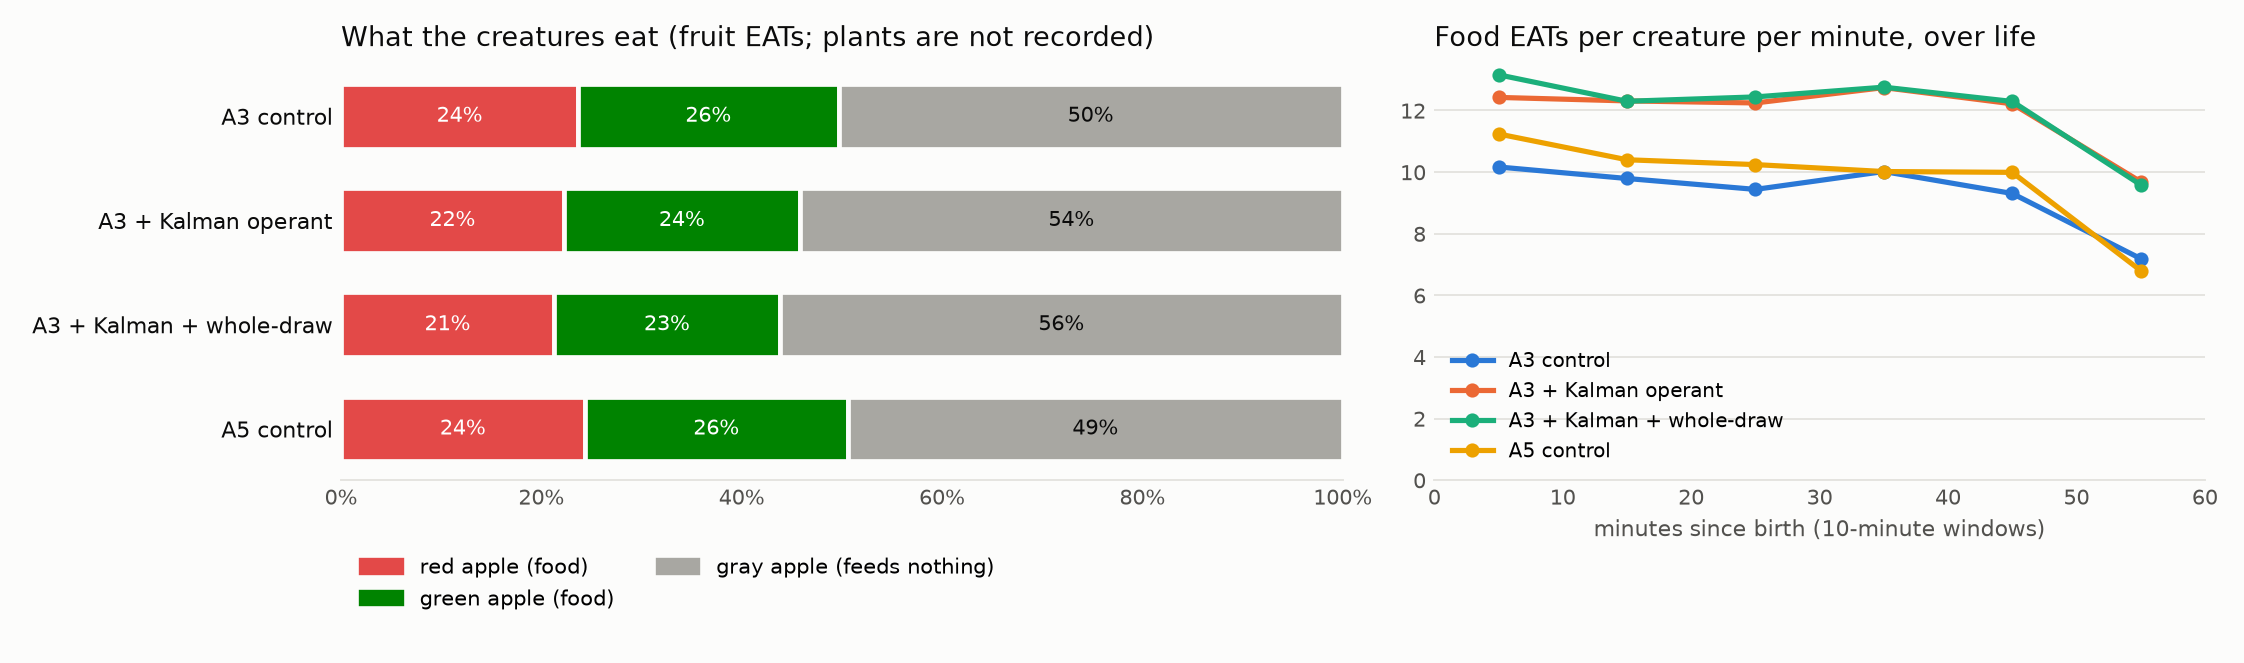 What the creatures eat (fruit EATs; plants are not recorded)
A3 control
24%
26%
50%
A3 + Kalman operant
22%
24%
54%
A3 + Kalman + whole-draw
21%
23%
56%
A5 control
24%
26%
49%
0%
20%
40%
60%
80%
100%
red apple (food)
green apple (food)
gray apple (feeds nothing)
Food EATs per creature per minute, over life
12
10
8
6
4
2
0
A3 control
A3 + Kalman operant
A3 + Kalman + whole-draw
A5 control
0
10
20
30
40
50
60
minutes since birth (10-minute windows)